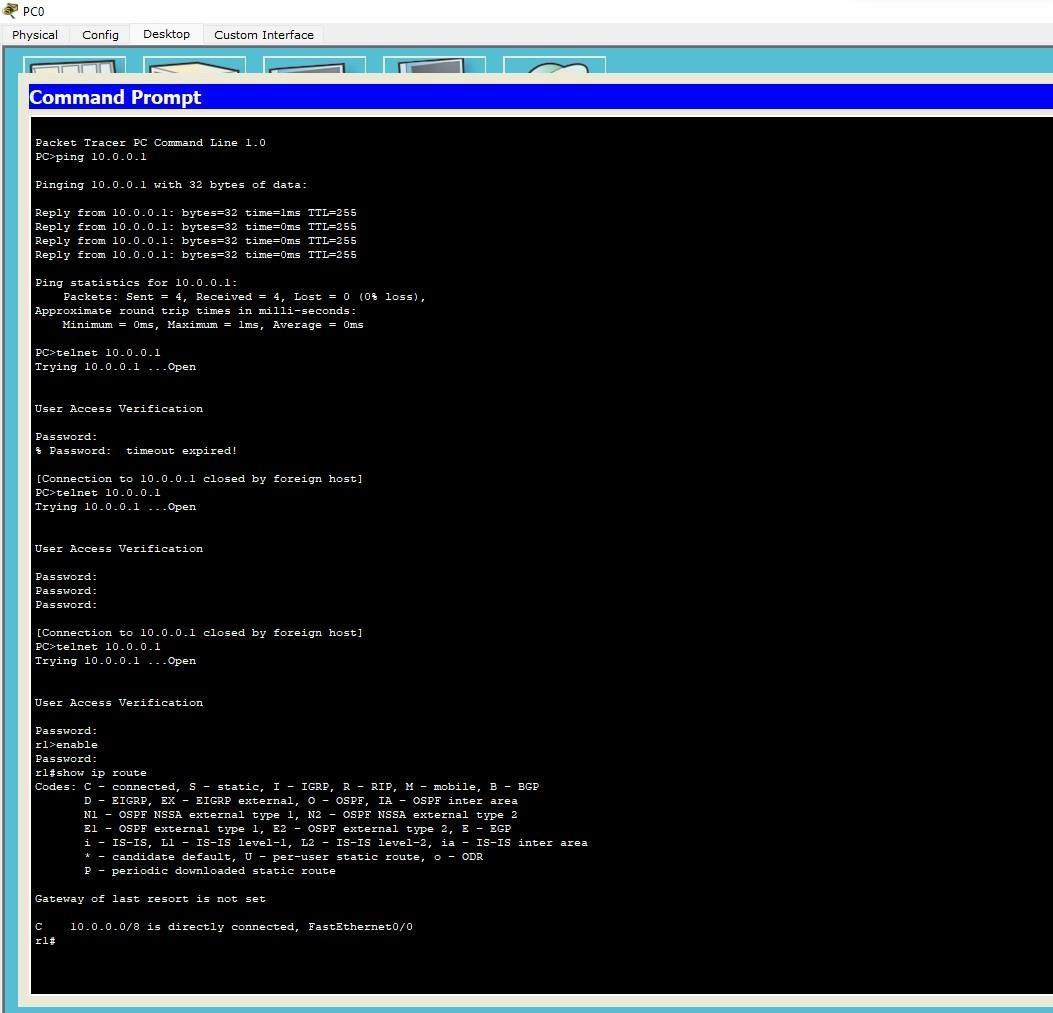 PC0
Physical Config Desktop Custom Interface
Command Prompt
Packet Tracer PC Command Line 1.0
PC>ping 10.0.0.1
Pinging 10.0.0.1 with 32 bytes of data:
Reply from 10.0.0.1: bytes=32 time=1ms TTL=255
Reply from 10.0.0.1: bytes=32 time=0ms TTL=255
Reply from 10.0.0.1: bytes=32 time=0ms TTL=255
Reply from 10.0.0.1: bytes=32 time=0ms TTL=255
Ping statistics for 10.0.0.1:
    Packets: Sent = 4, Received = 4, Lost = 0 (0% loss),
Approximate round trip times in milli-seconds:
    Minimum = 0ms, Maximum = 1ms, Average = 0ms
PC>telnet 10.0.0.1
Trying 10.0.0.1 ...Open
User Access Verification
Password:
% Password:  timeout expired!
[Connection to 10.0.0.1 closed by foreign host]
PC>telnet 10.0.0.1
Trying 10.0.0.1 ...Open
User Access Verification
Password:
Password:
Password:
[Connection to 10.0.0.1 closed by foreign host]
PC>telnet 10.0.0.1
Trying 10.0.0.1 ...Open
User Access Verification
Password:
r1>enable
Password:
r1#show ip route
Codes: C - connected, S - static, I - IGRP, R - RIP, M - mobile, B - BGP
       D - EIGRP, EX - EIGRP external, O - OSPF, IA - OSPF inter area
       N1 - OSPF NSSA external type 1, N2 - OSPF NSSA external type 2
       E1 - OSPF external type 1, E2 - OSPF external type 2, E - EGP
       i - IS-IS, L1 - IS-IS level-1, L2 - IS-IS level-2, ia - IS-IS inter area
       * - candidate default, U - per-user static route, o - ODR
       P - periodic downloaded static route
Gateway of last resort is not set
C    10.0.0.0/8 is directly connected, FastEthernet0/0
r1#